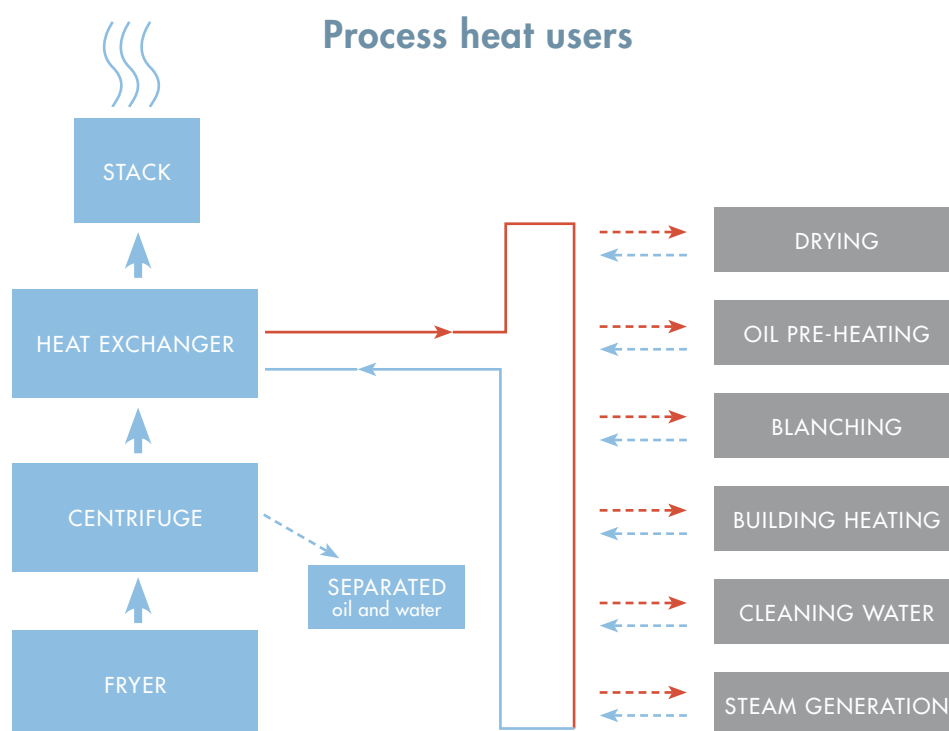 Process heat users
STACK
HEAT EXCHANGER
CENTRIFUGE
SEPARATED
oil and water
FRYER
DRYING
OIL PRE-HEATING
BLANCHING
BUILDING HEATING
CLEANING WATER
STEAM GENERATION